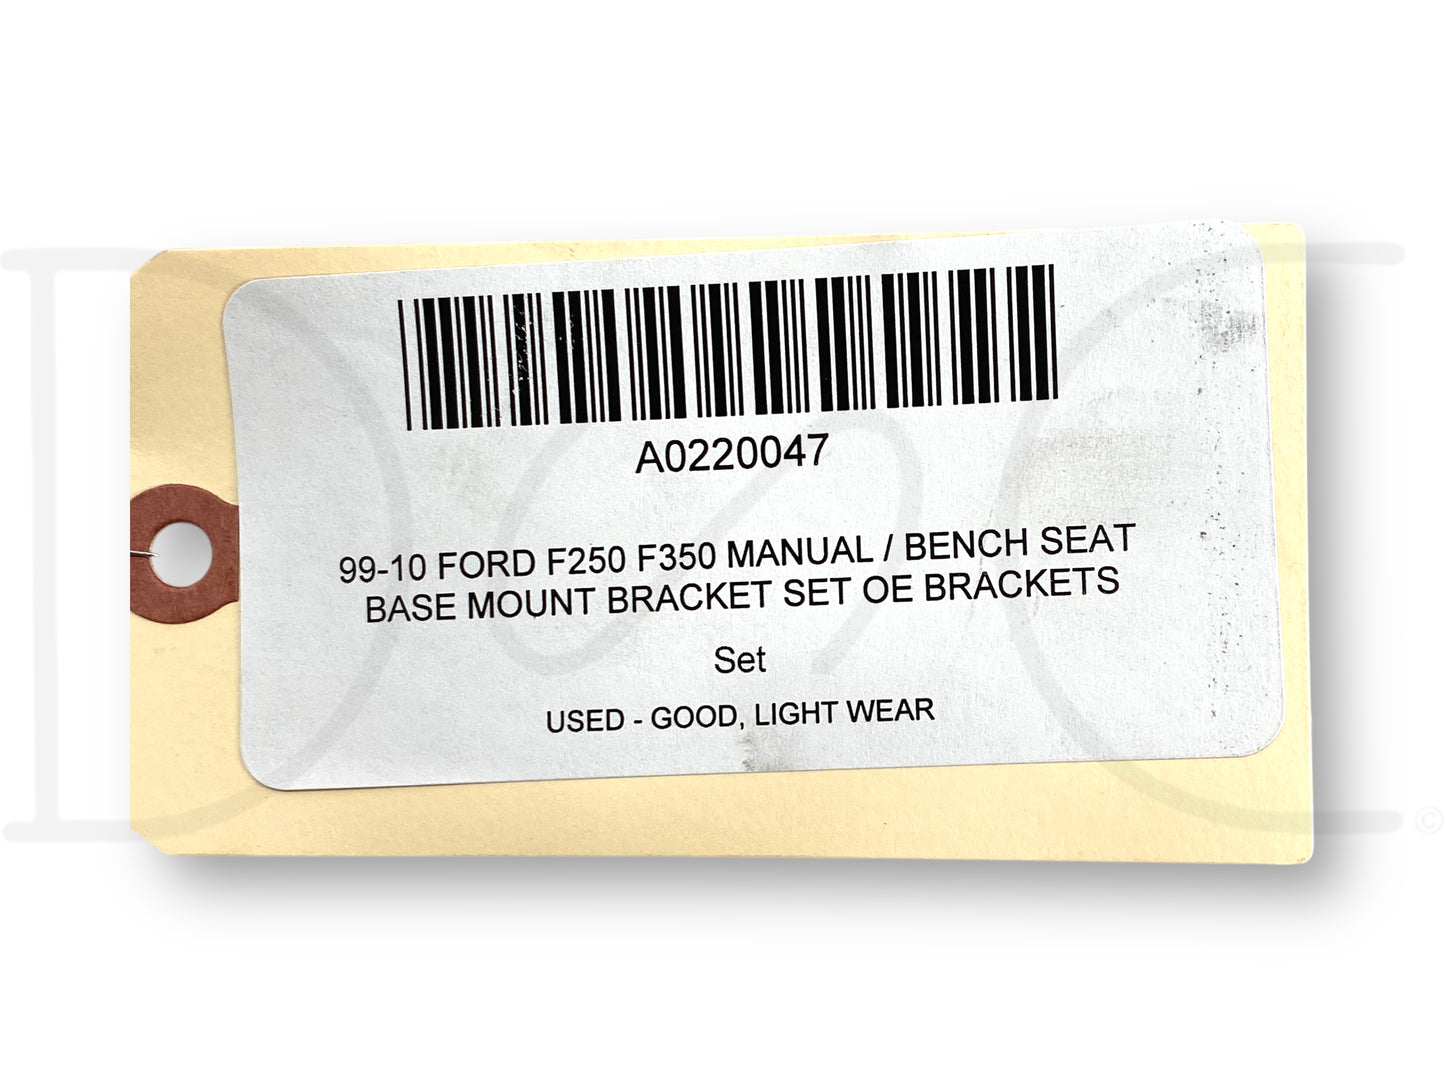 A0220047
99-10 FORD F250 F350 MANUAL / BENCH SEAT
BASE MOUNT BRACKET SET OE BRACKETS
Set
USED - GOOD, LIGHT WEAR
©